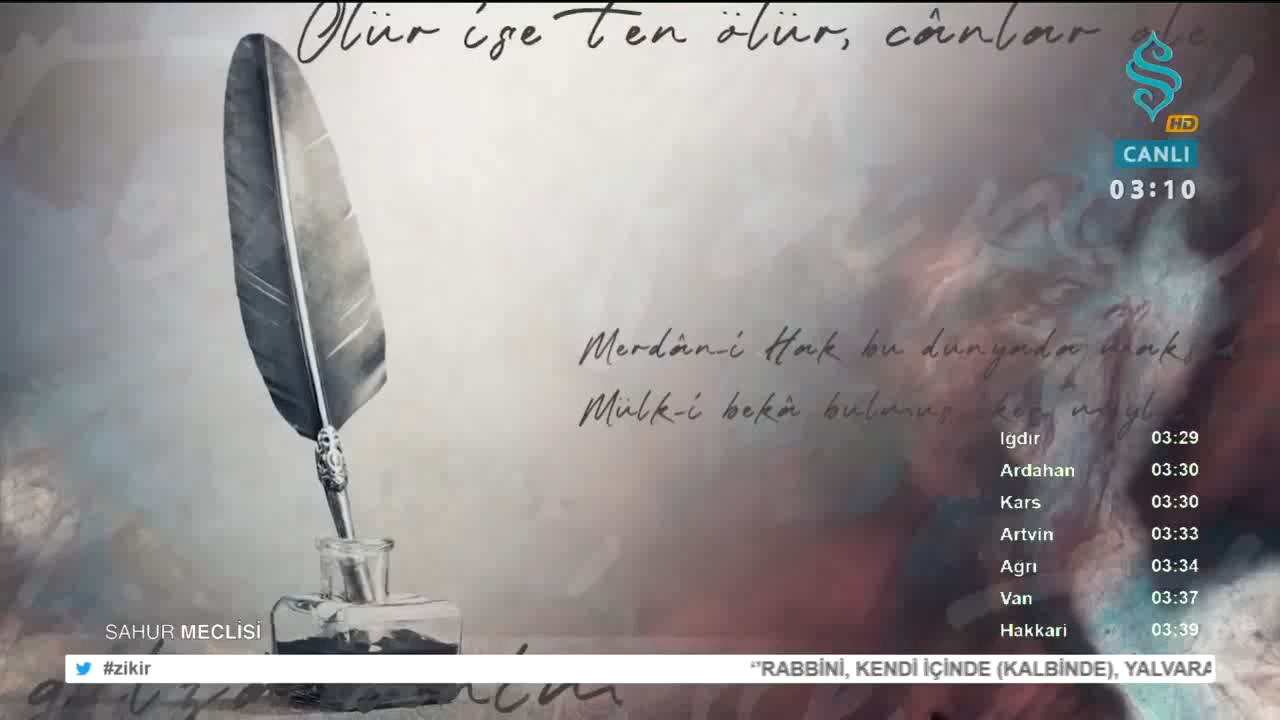 Ölür ise ten ölür, cânlar
HD
CANLI
03:10
Merdân-i Hak bu dunyada
Mülk-i bekâ bulmuş
Iğdır 03:29
Ardahan 03:30
Kars 03:30
Artvin 03:33
Ağrı 03:34
Van 03:37
Hakkari 03:39
SAHUR MECLİSİ
#zikir "RABBİNİ, KENDİ İÇİNDE (KALBİNDE), YALVARA